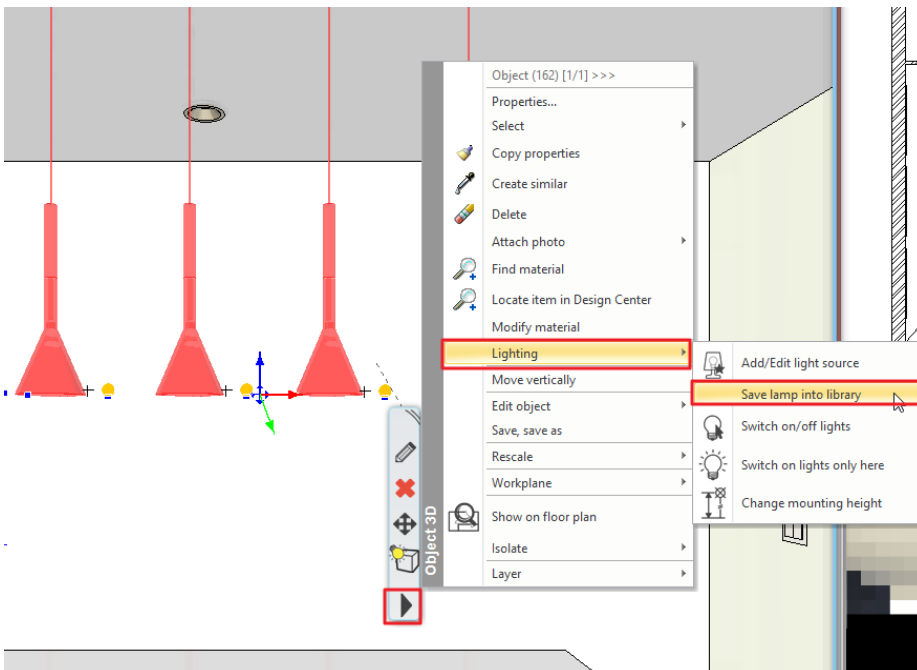 Object (162) [1/1] >>>
Properties...
Select
Copy properties
Create similar
Delete
Attach photo
Find material
Locate item in Design Center
Modify material
Lighting
Move vertically
Edit object
Save, save as
Rescale
Workplane
Show on floor plan
Isolate
Layer
Object 3D
Add/Edit light source
Save lamp into library
Switch on/off lights
Switch on lights only here
Change mounting height